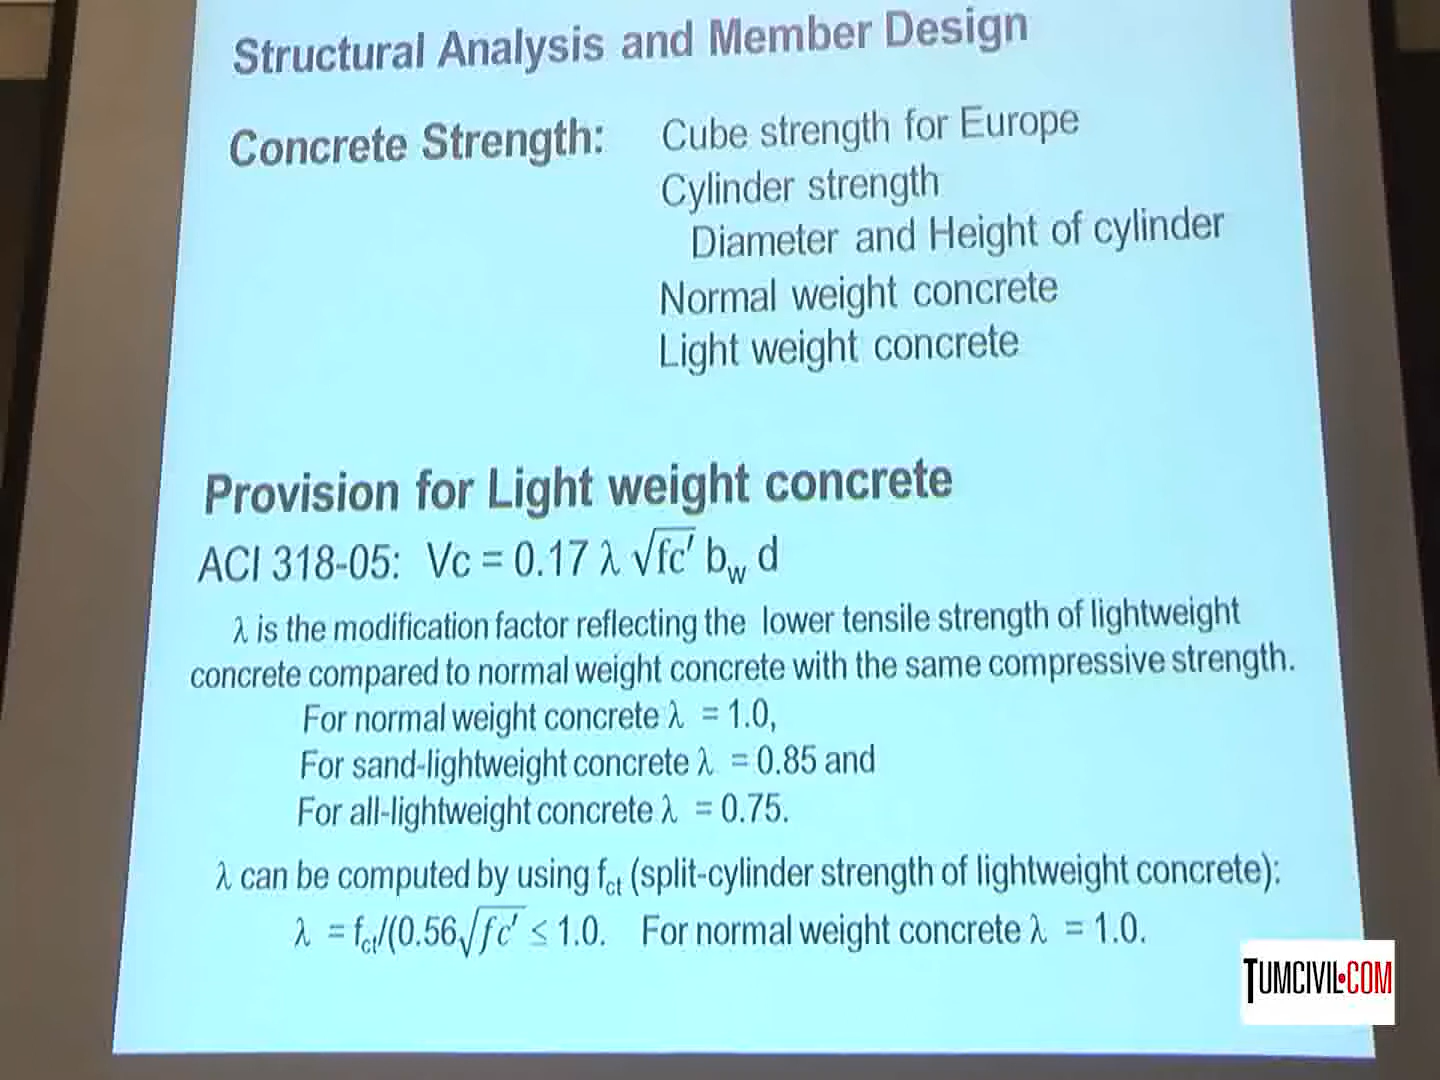 Structural Analysis and Member Design
Concrete Strength: Cube strength for Europe
Cylinder strength
Diameter and Height of cylinder
Normal weight concrete
Light weight concrete
Provision for Light weight concrete
ACI 318-05: Vc = 0.17 λ √fc′ bw d
λ is the modification factor reflecting the lower tensile strength of lightweight
concrete compared to normal weight concrete with the same compressive strength.
For normal weight concrete λ = 1.0,
For sand-lightweight concrete λ = 0.85 and
For all-lightweight concrete λ = 0.75.
λ can be computed by using fct (split-cylinder strength of lightweight concrete):
λ = fct/(0.56√fc′ ≤ 1.0. For normal weight concrete λ = 1.0.
TUMCIVIL.COM